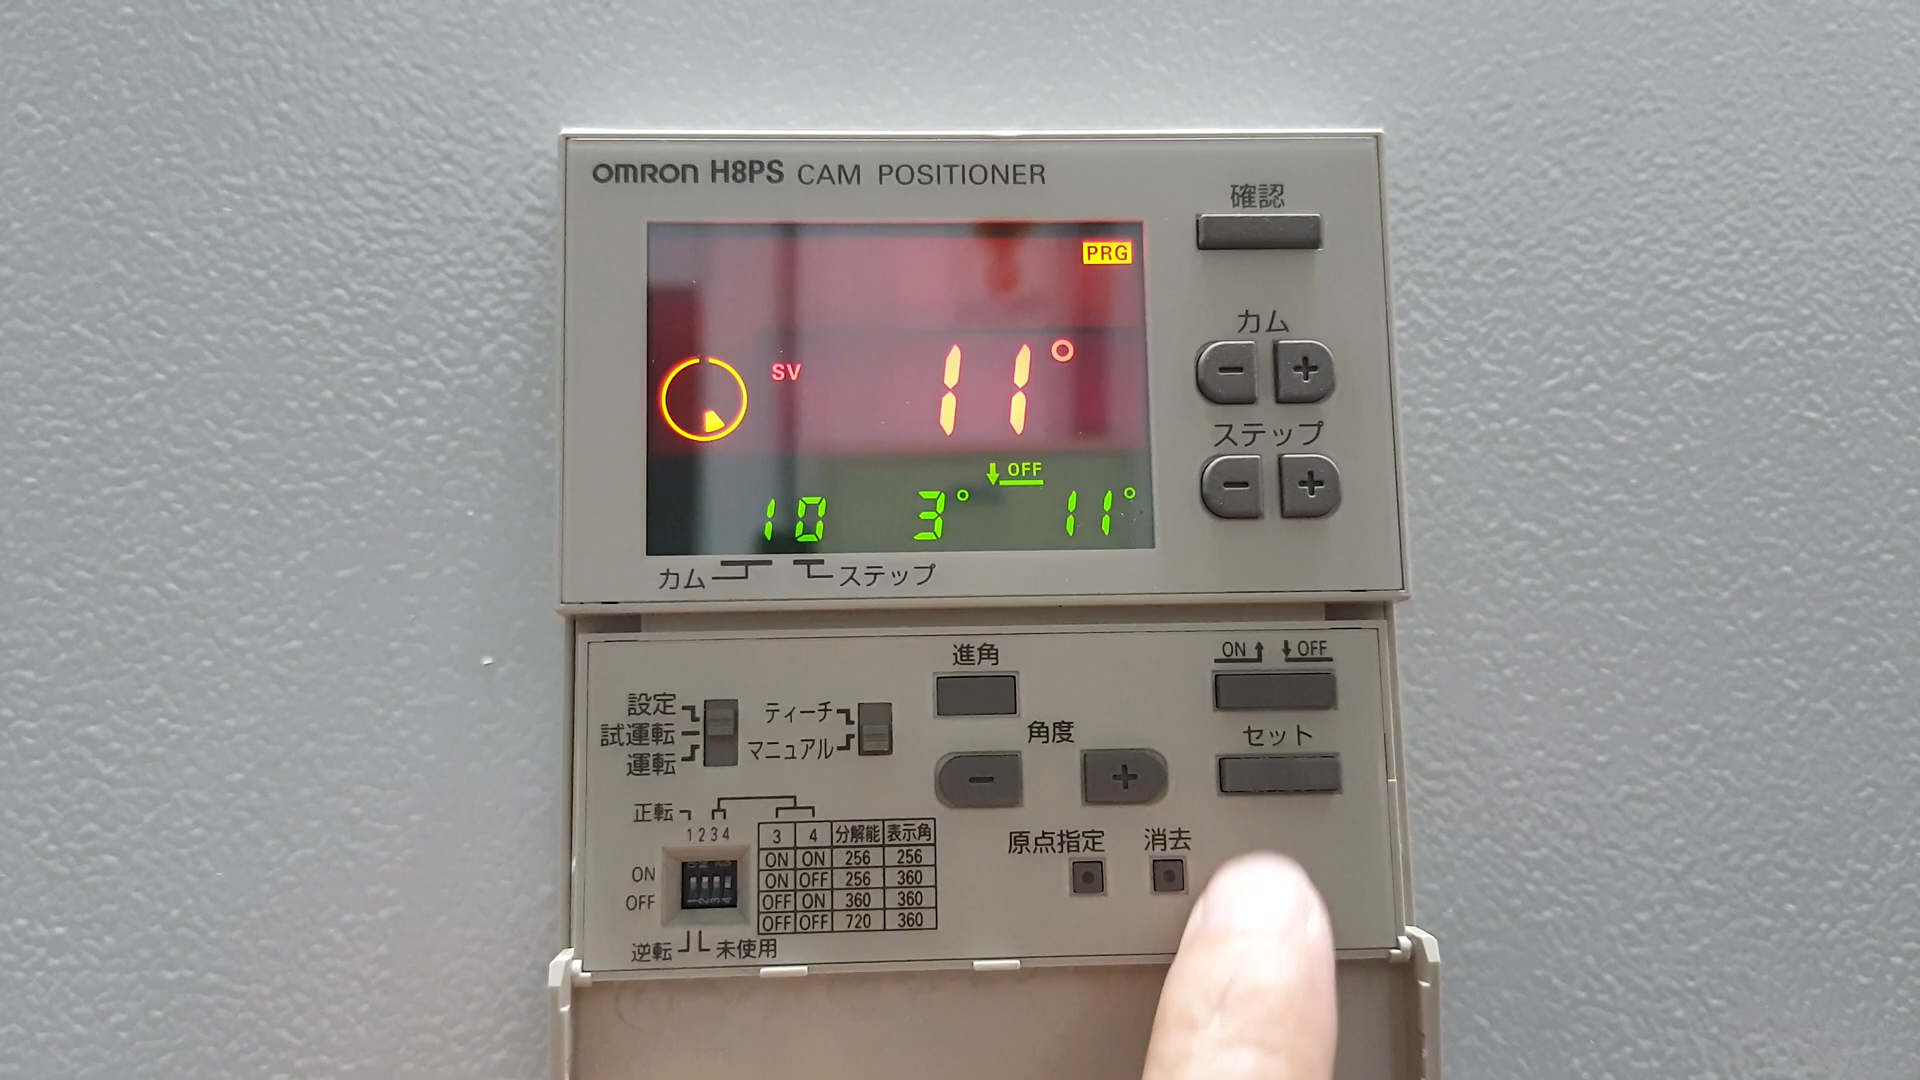 OMRON H8PS CAM POSITIONER
確認
PRG
カム
− +
SV 11°
ステップ
− +
↓OFF
10 3° 11°
カム ステップ
進角
ON↑ ↓OFF
設定
試運転
運転
ティーチ
マニュアル
角度
− +
セット
正転
1 2 3 4
ON
OFF
逆転 未使用
3 4 分解能 表示角
ON ON 256 256
ON OFF 256 360
OFF ON 360 360
OFF OFF 720 360
原点指定 消去